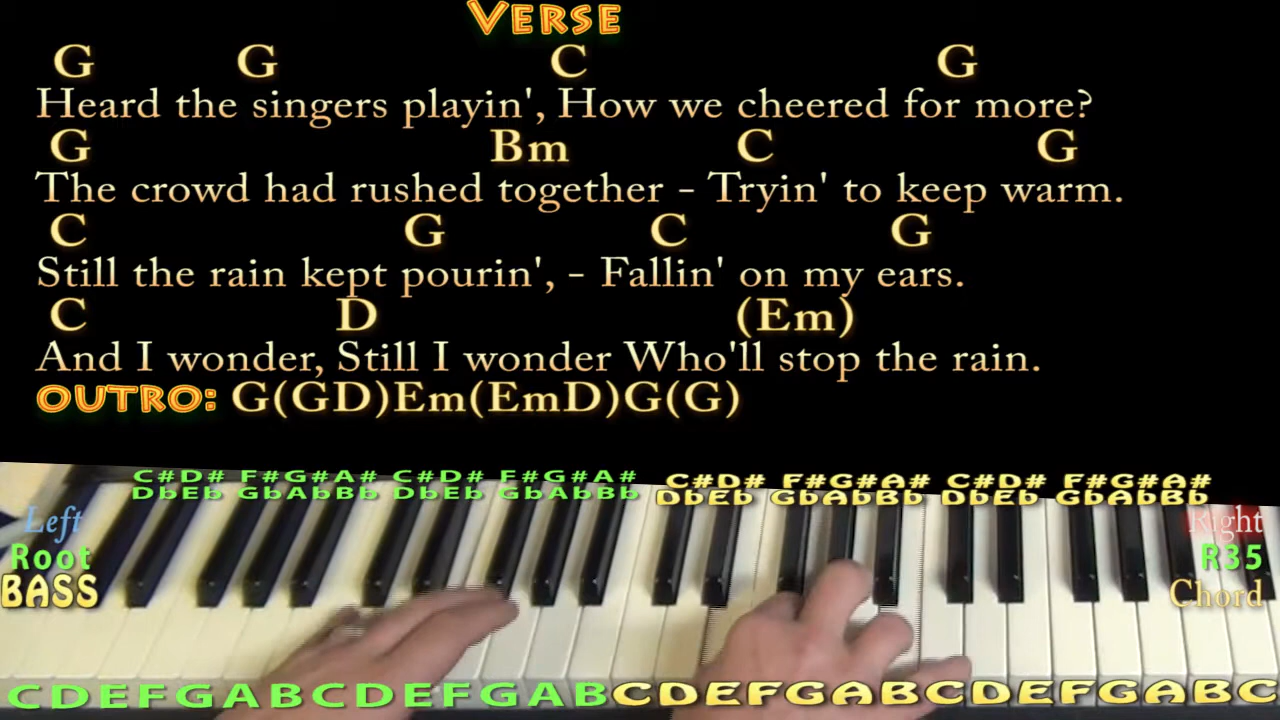 VERSE
G G C G
Heard the singers playin', How we cheered for more?
G Bm C G
The crowd had rushed together - Tryin' to keep warm.
C G C G
Still the rain kept pourin', - Fallin' on my ears.
C D (Em)
And I wonder, Still I wonder Who'll stop the rain.
OUTRO: G(GD)Em(EmD)G(G)
C#D# F#G#A# C#D# F#G#A# C#D# F#G#A# C#D# F#G#A#
DbEb GbAbBb DbEb GbAbBb DbEb GbAbBb DbEb GbAbBb
Left Right
Root R35
BASS Chord
CDEFGABCDEFGABCDEFGABCDEFGABC